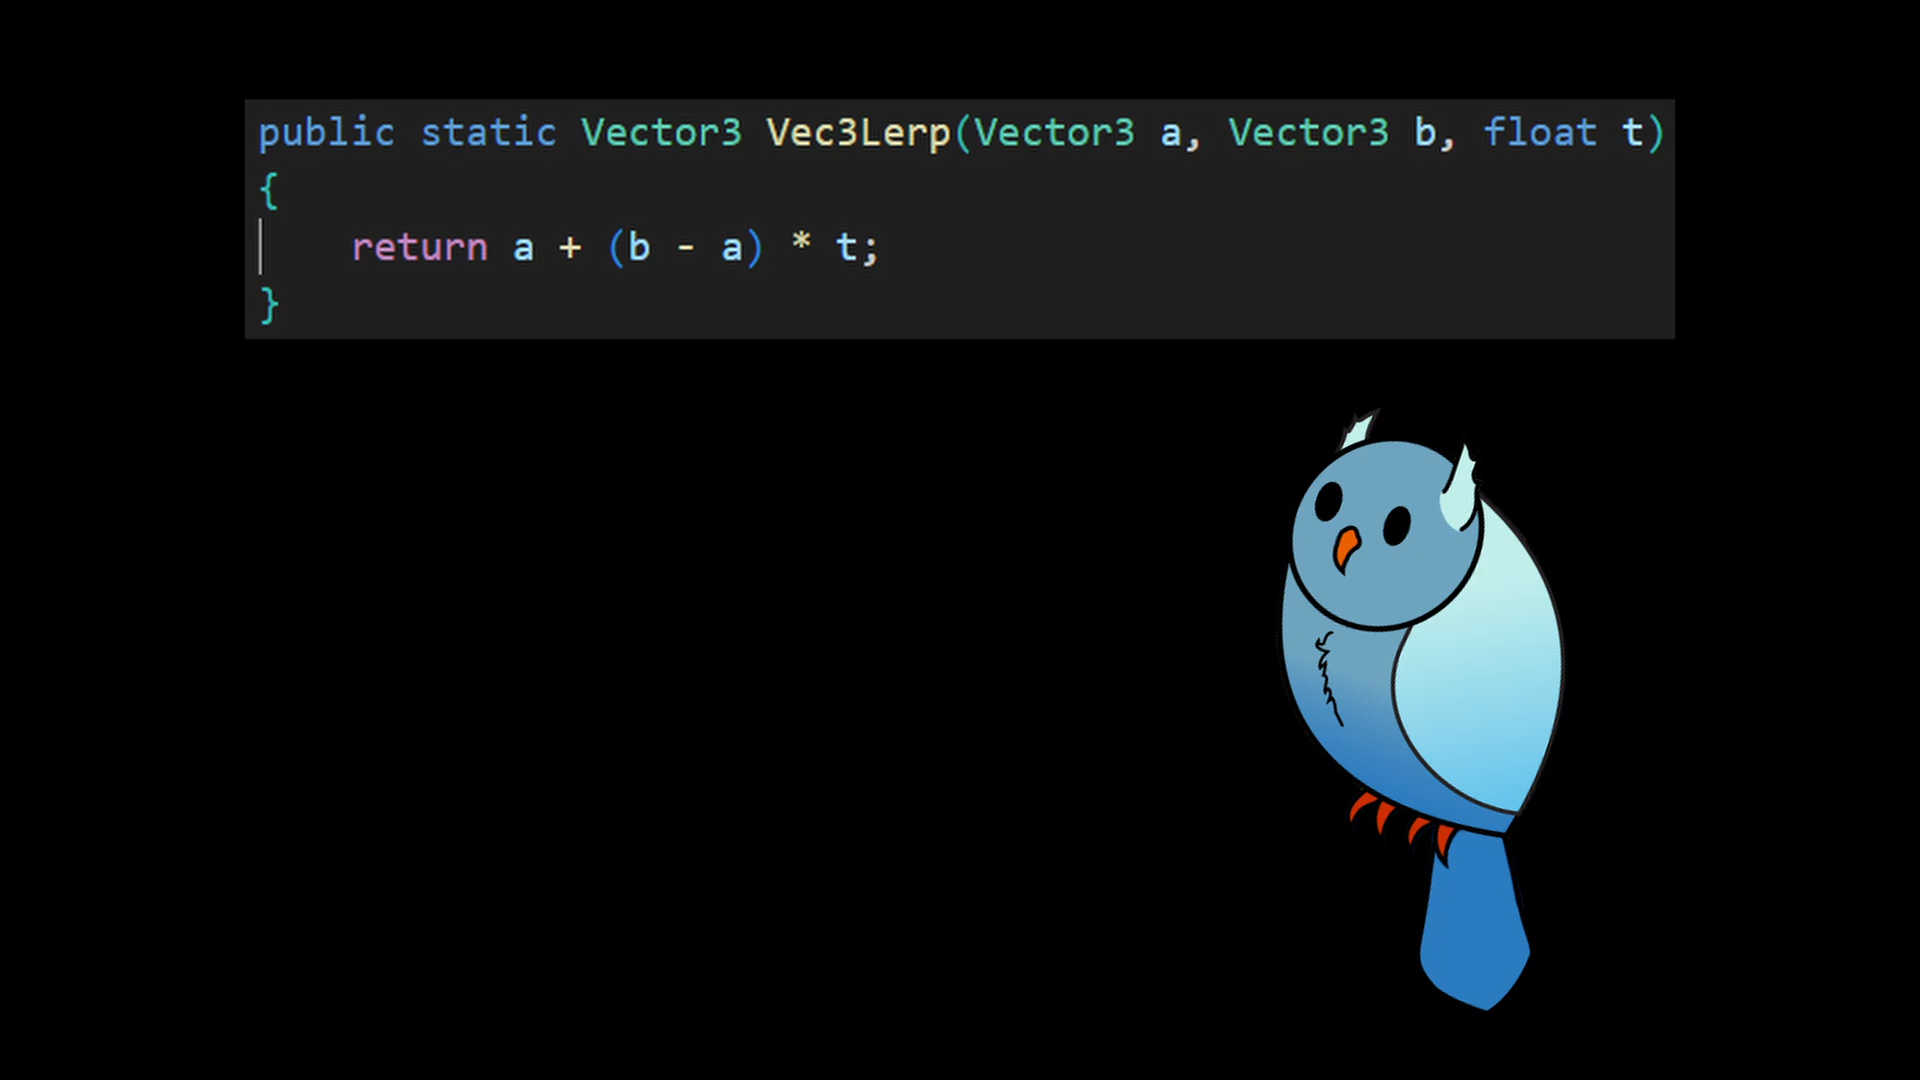 public static Vector3 Vec3Lerp(Vector3 a, Vector3 b, float t)
{
return a + (b - a) * t;
}